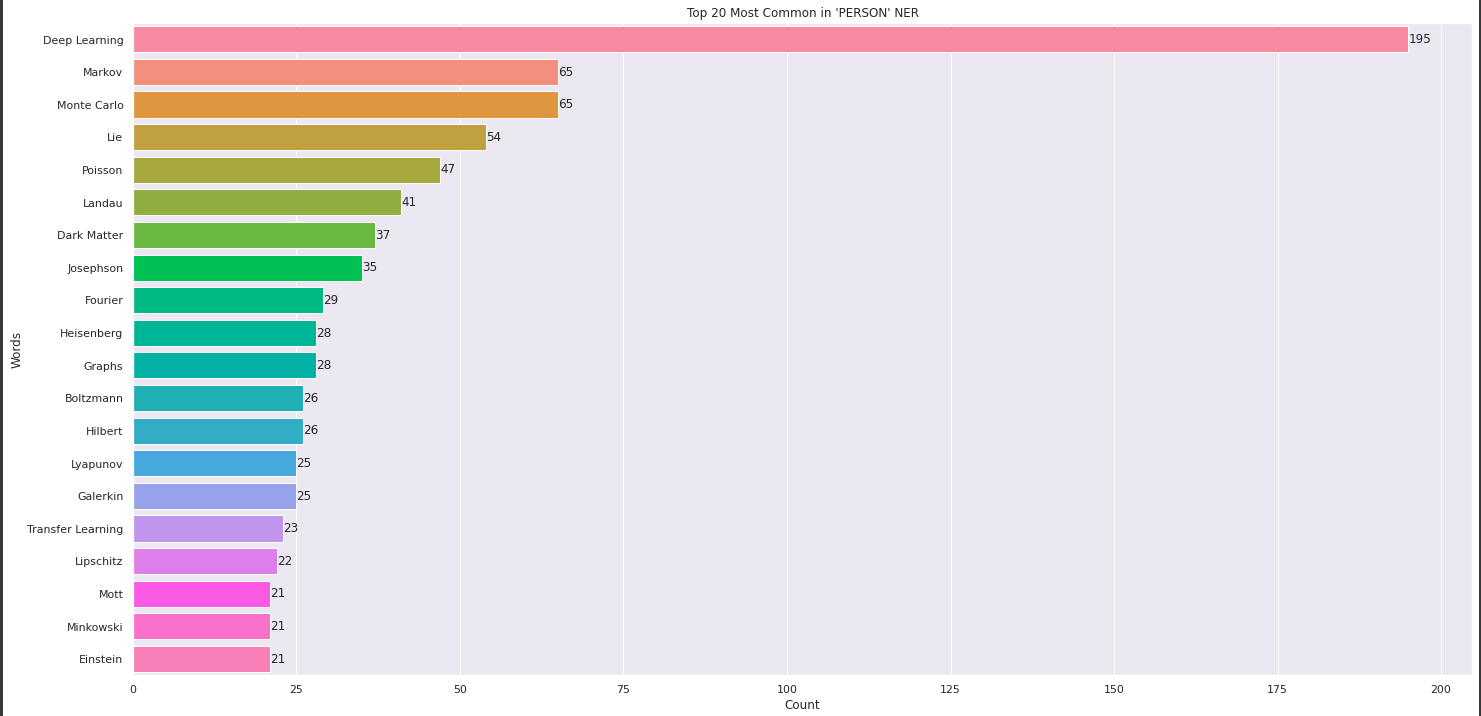 Top 20 Most Common in 'PERSON' NER
Words
Deep Learning 195
Markov 65
Monte Carlo 65
Lie 54
Poisson 47
Landau 41
Dark Matter 37
Josephson 35
Fourier 29
Heisenberg 28
Graphs 28
Boltzmann 26
Hilbert 26
Lyapunov 25
Galerkin 25
Transfer Learning 23
Lipschitz 22
Mott 21
Minkowski 21
Einstein 21
0 25 50 75 100 125 150 175 200
Count